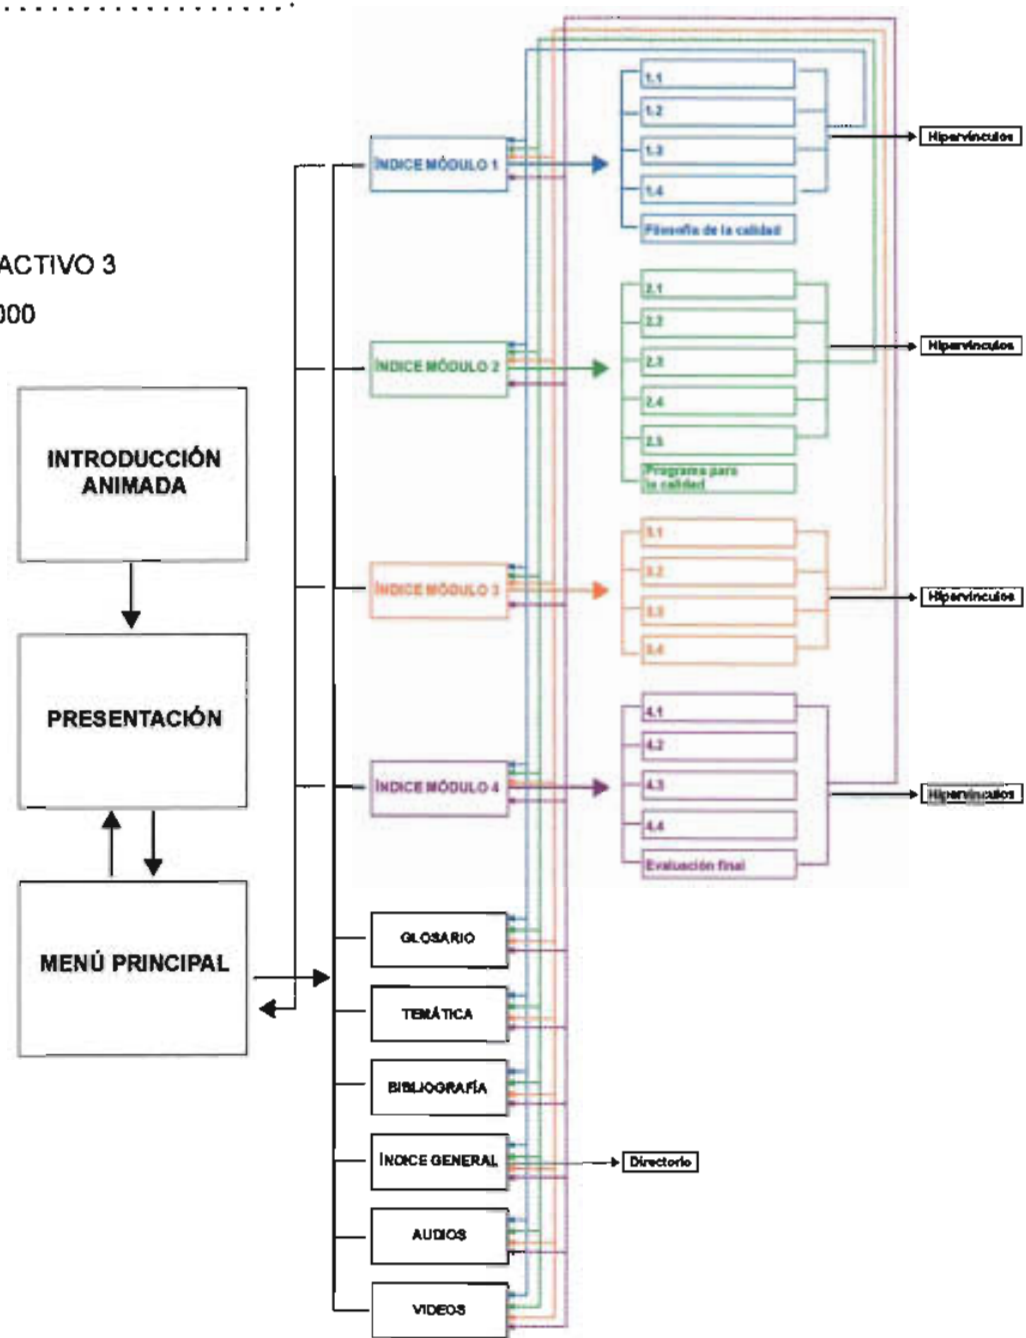 ACTIVO 3
000
INTRODUCCIÓN
ANIMADA
PRESENTACIÓN
MENÚ PRINCIPAL
ÍNDICE MÓDULO 1
1.1
1.2
1.3
1.4
Filosofía de la calidad
Hipervínculos
ÍNDICE MÓDULO 2
2.1
2.2
2.3
2.4
2.5
Programa para
la calidad
Hipervínculos
ÍNDICE MÓDULO 3
3.1
3.2
3.3
3.4
Hipervínculos
ÍNDICE MÓDULO 4
4.1
4.2
4.3
4.4
Evaluación final
Hipervínculos
GLOSARIO
TEMÁTICA
BIBLIOGRAFÍA
ÍNDICE GENERAL
Directorio
AUDIOS
VIDEOS